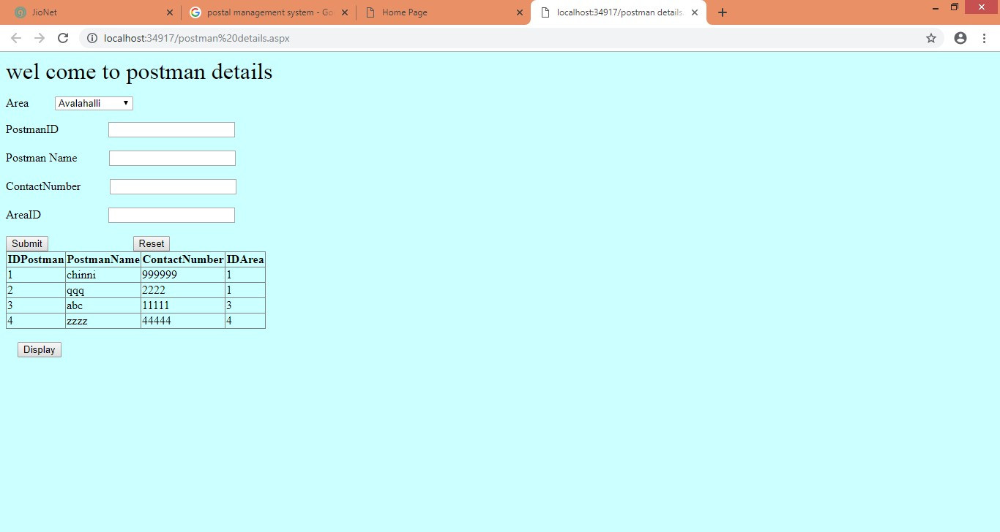 JioNet
postal management system - Go
Home Page
localhost:34917/postman details.
localhost:34917/postman%20details.aspx
wel come to postman details
Area Avalahalli
PostmanID
Postman Name
ContactNumber
AreaID
Submit Reset
IDPostman PostmanName ContactNumber IDArea
1 chinni 999999 1
2 qqq 2222 1
3 abc 11111 3
4 zzzz 44444 4
Display